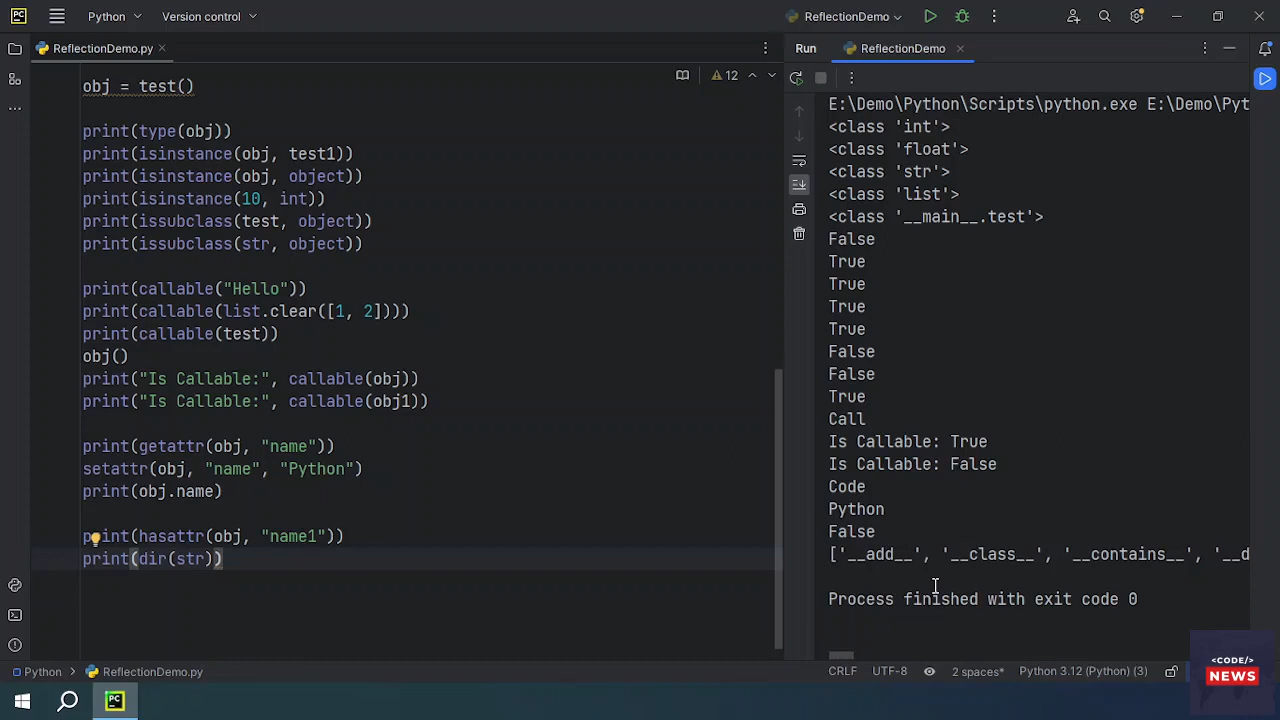 PC Python Version control ReflectionDemo
ReflectionDemo.py
12
obj = test()
print(type(obj))
print(isinstance(obj, test1))
print(isinstance(obj, object))
print(isinstance(10, int))
print(issubclass(test, object))
print(issubclass(str, object))
print(callable("Hello"))
print(callable(list.clear([1, 2])))
print(callable(test))
obj()
print("Is Callable:", callable(obj))
print("Is Callable:", callable(obj1))
print(getattr(obj, "name"))
setattr(obj, "name", "Python")
print(obj.name)
print(hasattr(obj, "name1"))
print(dir(str))
Run ReflectionDemo
E:\Demo\Python\Scripts\python.exe E:\Demo\Pyt
<class 'int'>
<class 'float'>
<class 'str'>
<class 'list'>
<class '__main__.test'>
False
True
True
True
True
False
False
True
Call
Is Callable: True
Is Callable: False
Code
Python
False
['__add__', '__class__', '__contains__', '__d
Process finished with exit code 0
Python ReflectionDemo.py
CRLF UTF-8 2 spaces* Python 3.12 (Python) (3)
<CODE/>
NEWS
PC